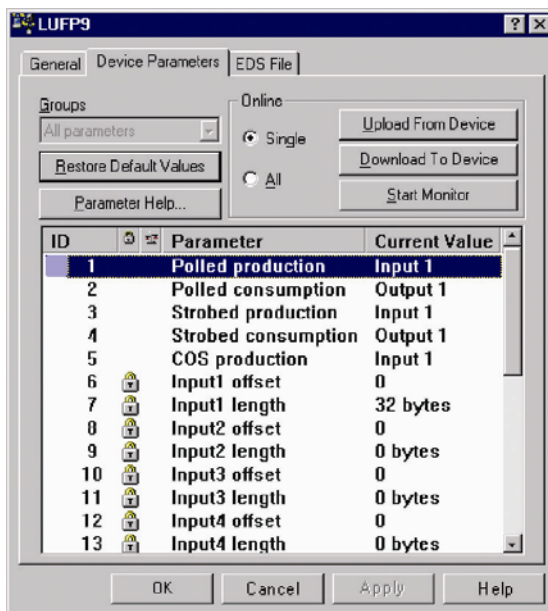 LUFP9
General Device Parameters EDS File
Groups
All parameters
Restore Default Values
Parameter Help...
Online
Single
All
Upload From Device
Download To Device
Start Monitor
ID Parameter Current Value
1 Polled production Input 1
2 Polled consumption Output 1
3 Strobed production Input 1
4 Strobed consumption Output 1
5 COS production Input 1
6 Input1 offset 0
7 Input1 length 32 bytes
8 Input2 offset 0
9 Input2 length 0 bytes
10 Input3 offset 0
11 Input3 length 0 bytes
12 Input4 offset 0
13 Input4 length 0 bytes
OK Cancel Apply Help